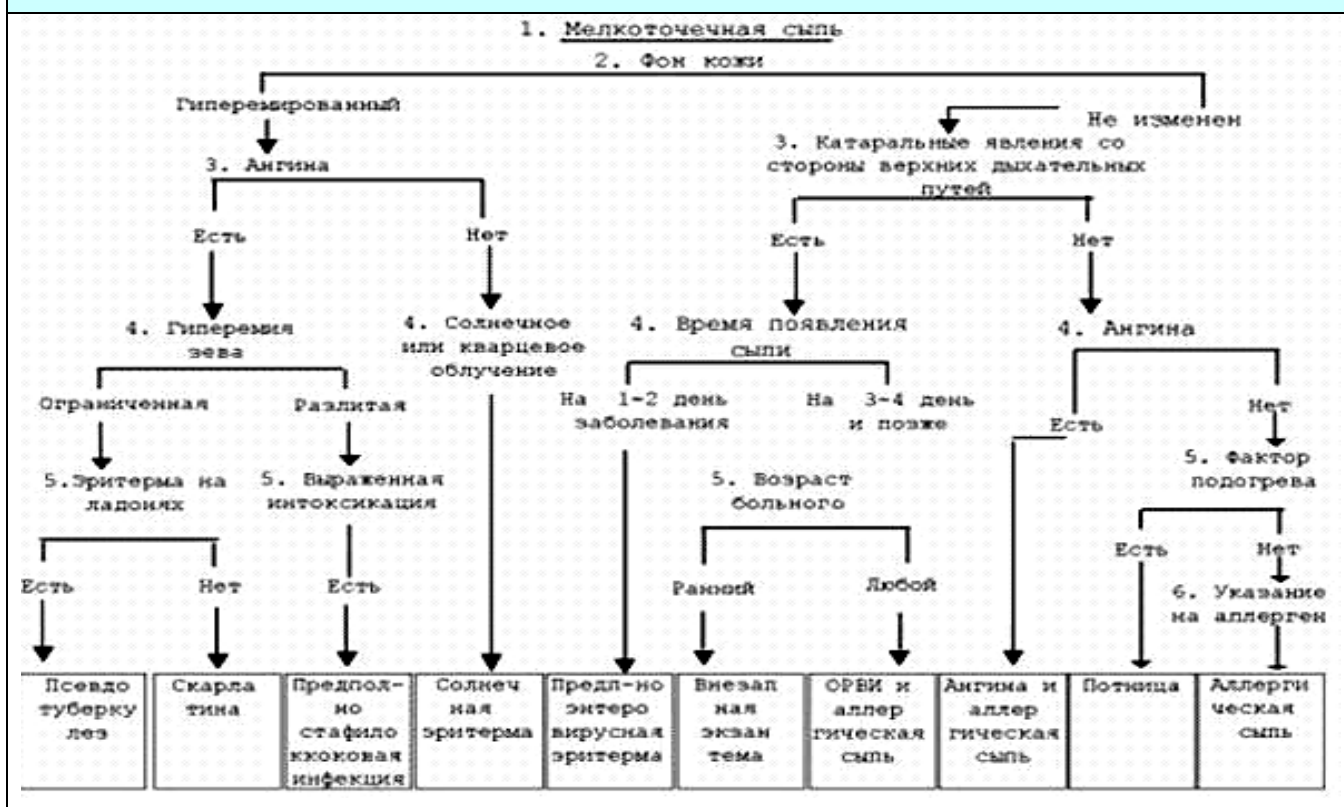 1. Мелкоточечная сыпь
2. Фон кожи
Гиперемированный
Не изменен
3. Ангина
3. Катаральные явления со
стороны верхних дыхательных
путей
Есть
Нет
Есть
Нет
4. Гиперемия
зева
4. Солнечное
или кварцевое
облучение
4. Время появления
сыпи
4. Ангина
Ограниченная
Разлитая
На 1-2 день
заболевания
На 3-4 день
и позже
Есть
Нет
5.Эритерма на
ладонях
5. Выраженная
интоксикация
5. Возраст
больного
5. Фактор
подогрева
Есть
Нет
Есть
Ранний
Любой
Есть
Нет
6. Указание
на аллерген
Псевдо
туберку
лез
Скарла
тина
Предпол-
но
стафило
ккоковая
инфекция
Солнеч
ная
эритерма
Предп-но
энтеро
вирусная
эритерма
Внезап
ная
экзан
тема
ОРВИ и
аллер
гическая
сыпь
Ангина и
аллер
гическая
сыпь
Потница
Аллерги
ческая
сыпь